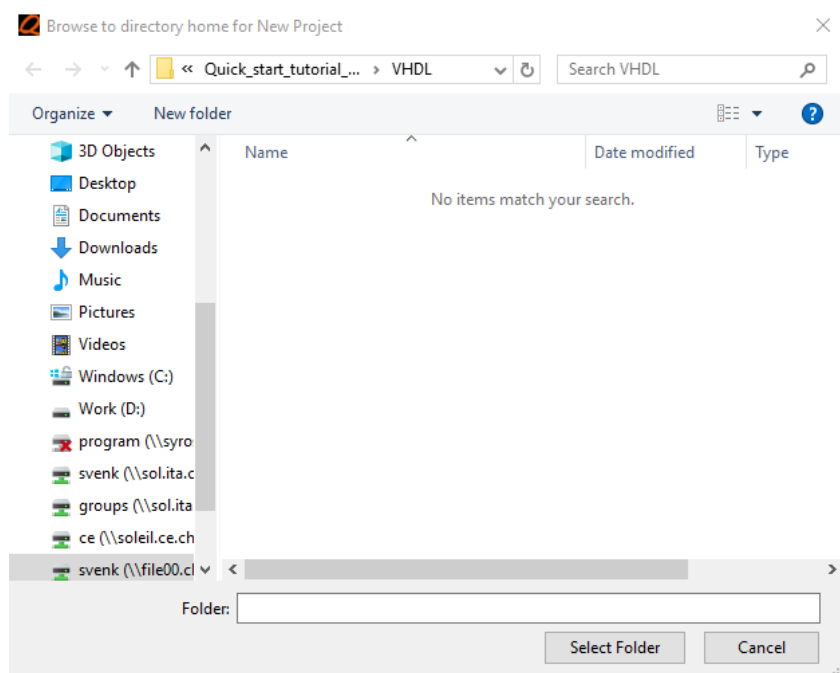 Browse to directory home for New Project
« Quick_start_tutorial_... > VHDL
Search VHDL
Organize
New folder
Name
Date modified
Type
No items match your search.
3D Objects
Desktop
Documents
Downloads
Music
Pictures
Videos
Windows (C:)
Work (D:)
program (\\syro
svenk (\\sol.ita.c
groups (\\sol.ita
ce (\\soleil.ce.ch
svenk (\\file00.cl
Folder:
Select Folder
Cancel